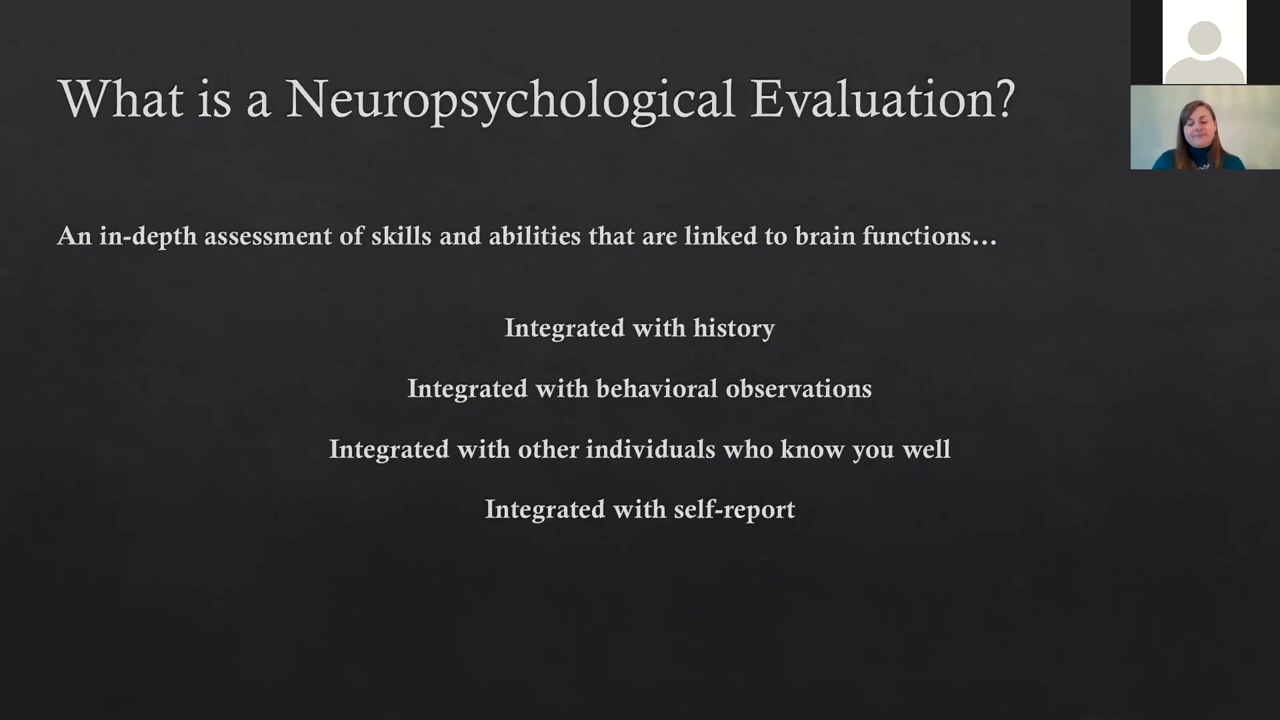 What is a Neuropsychological Evaluation?
An in-depth assessment of skills and abilities that are linked to brain functions…
Integrated with history
Integrated with behavioral observations
Integrated with other individuals who know you well
Integrated with self-report